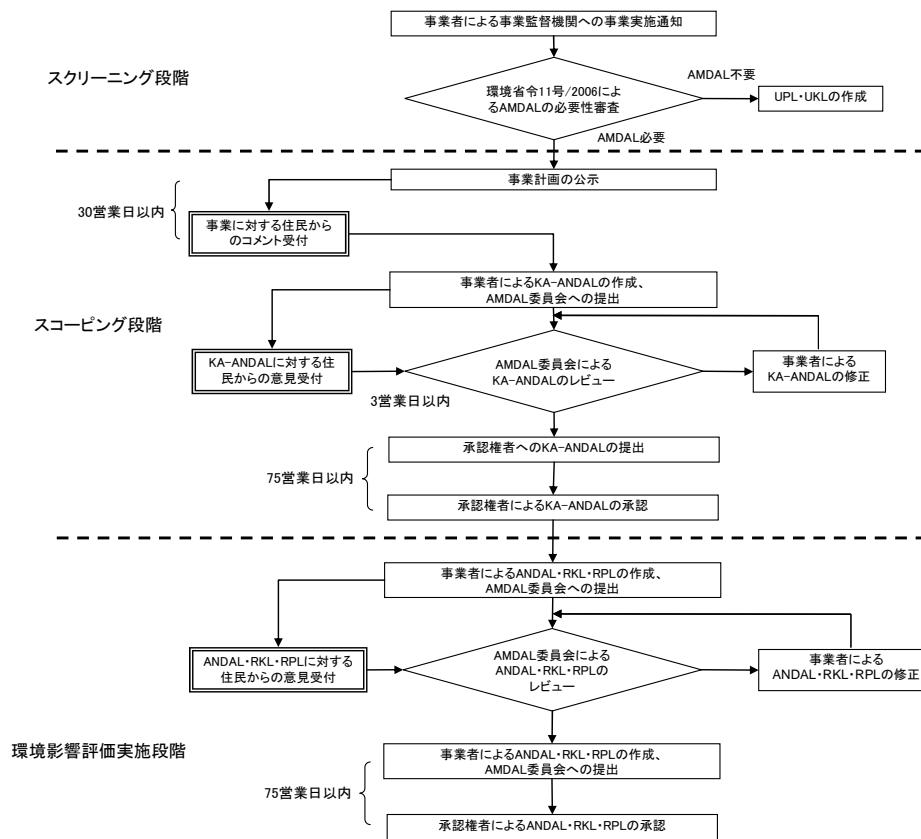 事業者による事業監督機関への事業実施通知
スクリーニング段階
環境省令11号/2006によ
るAMDALの必要性審査
AMDAL不要
UPL・UKLの作成
AMDAL必要
事業計画の公示
30営業日以内
事業に対する住民から
のコメント受付
事業者によるKA-ANDALの作成、
AMDAL委員会への提出
スコーピング段階
KA-ANDALに対する住
民からの意見受付
AMDAL委員会による
KA-ANDALのレビュー
事業者による
KA-ANDALの修正
3営業日以内
承認権者へのKA-ANDALの提出
75営業日以内
承認権者によるKA-ANDALの承認
事業者によるANDAL・RKL・RPLの作成、
AMDAL委員会への提出
ANDAL・RKL・RPLに対する
住民からの意見受付
AMDAL委員会による
ANDAL・RKL・RPLの
レビュー
事業者による
ANDAL・RKL・RPLの修正
環境影響評価実施段階
事業者によるANDAL・RKL・RPLの作成、
AMDAL委員会への提出
75営業日以内
承認権者によるANDAL・RKL・RPLの承認